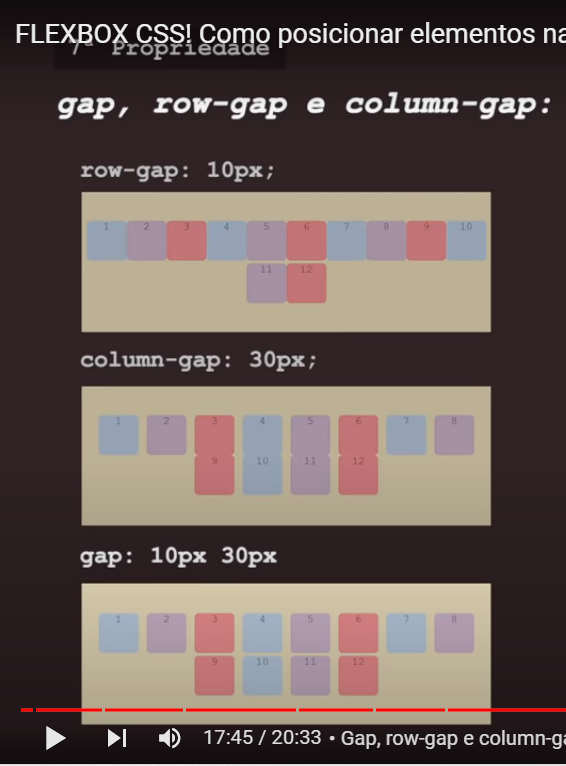 FLEXBOX CSS! Como posicionar elementos na
7ª Propriedade
gap, row-gap e column-gap:
row-gap: 10px;
1 2 3 4 5 6 7 8 9 10
11 12
column-gap: 30px;
1 2 3 4 5 6 7 8
9 10 11 12
gap: 10px 30px
1 2 3 4 5 6 7 8
9 10 11 12
17:45 / 20:33 • Gap, row-gap e column-ga